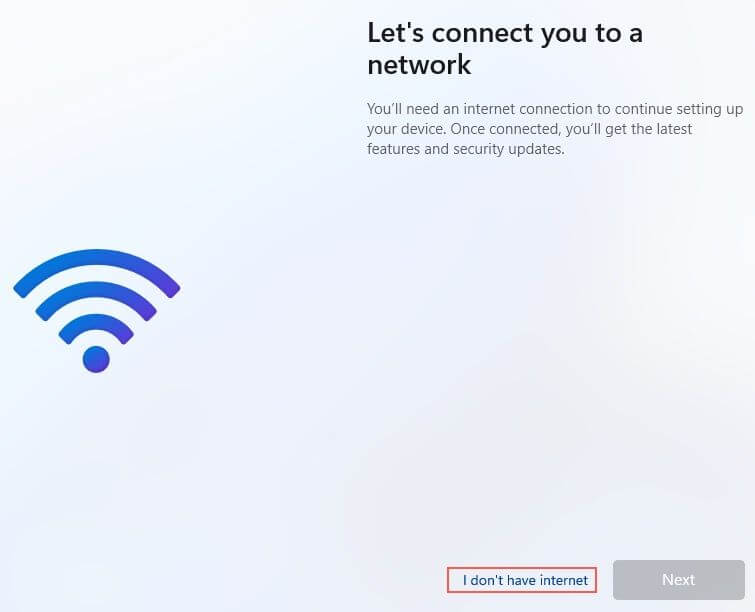 Let's connect you to a
network
You’ll need an internet connection to continue setting up
your device. Once connected, you’ll get the latest
features and security updates.
I don't have internet
Next